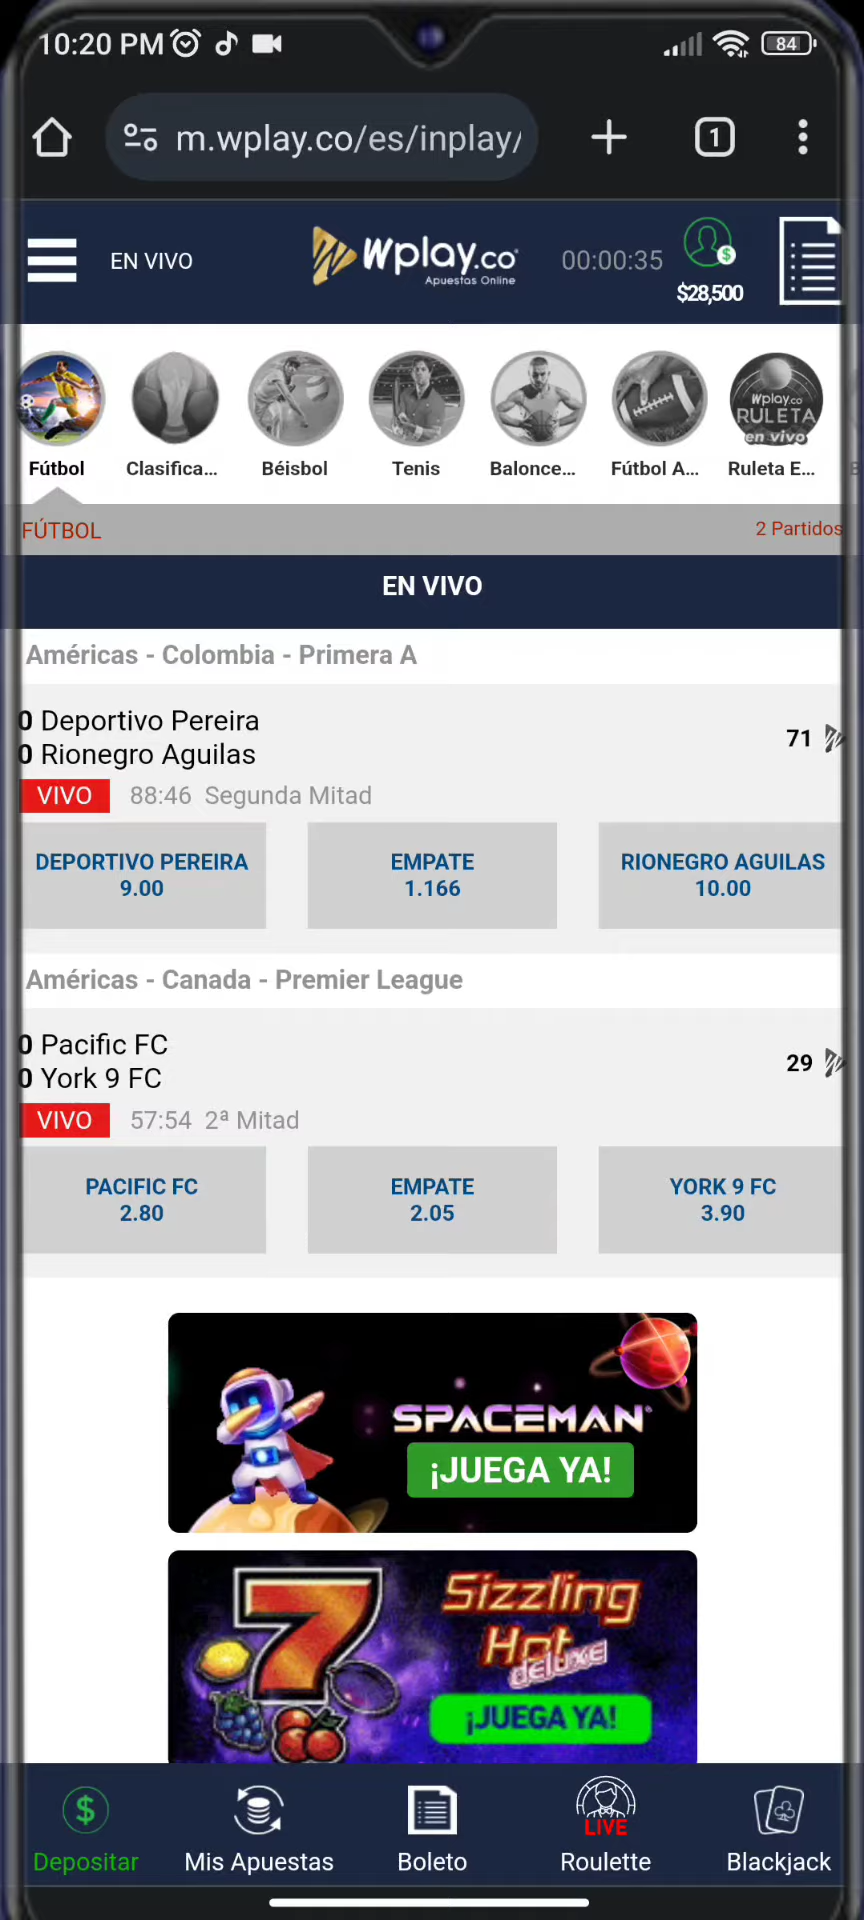 10:20 PM
84
m.wplay.co/es/inplay/
1
EN VIVO
Wplay.co
Apuestas Online
00:00:35
$
$28,500
Wplay.co
RULETA
en vivo
Fútbol
Clasifica...
Béisbol
Tenis
Balonce...
Fútbol A...
Ruleta E...
FÚTBOL
2 Partidos
EN VIVO
Américas - Colombia - Primera A
0 Deportivo Pereira
0 Rionegro Aguilas
71
VIVO 88:46 Segunda Mitad
DEPORTIVO PEREIRA
9.00
EMPATE
1.166
RIONEGRO AGUILAS
10.00
Américas - Canada - Premier League
0 Pacific FC
0 York 9 FC
29
VIVO 57:54 2ª Mitad
PACIFIC FC
2.80
EMPATE
2.05
YORK 9 FC
3.90
SPACEMAN
¡JUEGA YA!
7
Sizzling
Hot
deluxe
¡JUEGA YA!
$
LIVE
Depositar
Mis Apuestas
Boleto
Roulette
Blackjack